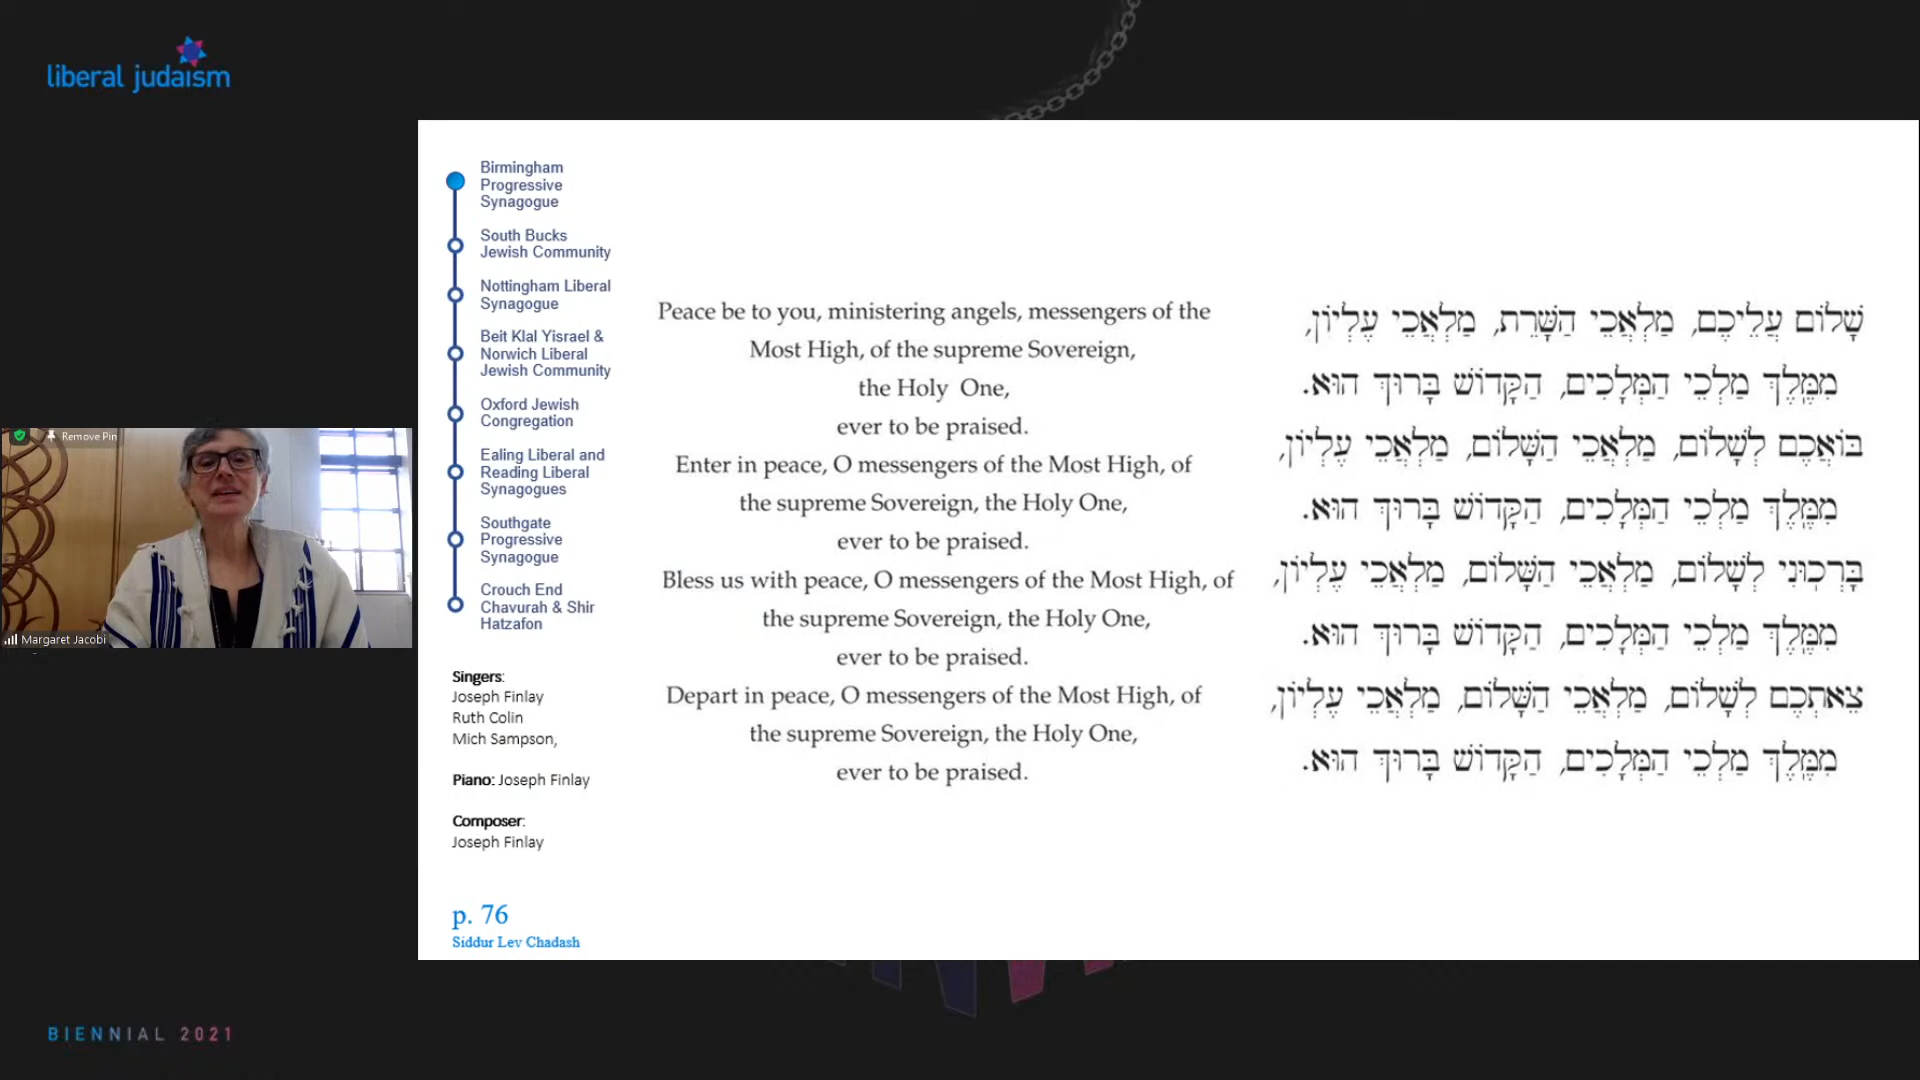 liberal judaism
Birmingham
Progressive
Synagogue
South Bucks
Jewish Community
Nottingham Liberal
Synagogue
Beit Klal Yisrael &
Norwich Liberal
Jewish Community
Oxford Jewish
Congregation
Ealing Liberal and
Reading Liberal
Synagogues
Southgate
Progressive
Synagogue
Crouch End
Chavurah & Shir
Hatzafon
Singers:
Joseph Finlay
Ruth Colin
Mich Sampson,
Piano: Joseph Finlay
Composer:
Joseph Finlay
p. 76
Siddur Lev Chadash
Peace be to you, ministering angels, messengers of the
Most High, of the supreme Sovereign,
the Holy One,
ever to be praised.
Enter in peace, O messengers of the Most High, of
the supreme Sovereign, the Holy One,
ever to be praised.
Bless us with peace, O messengers of the Most High, of
the supreme Sovereign, the Holy One,
ever to be praised.
Depart in peace, O messengers of the Most High, of
the supreme Sovereign, the Holy One,
ever to be praised.
שָׁלוֹם עֲלֵיכֶם, מַלְאֲכֵי הַשָּׁרֵת, מַלְאֲכֵי עֶלְיוֹן,
מִמֶּלֶךְ מַלְכֵי הַמְּלָכִים, הַקָּדוֹשׁ בָּרוּךְ הוּא.
בּוֹאֲכֶם לְשָׁלוֹם, מַלְאֲכֵי הַשָּׁלוֹם, מַלְאֲכֵי עֶלְיוֹן,
מִמֶּלֶךְ מַלְכֵי הַמְּלָכִים, הַקָּדוֹשׁ בָּרוּךְ הוּא.
בָּרְכוּנִי לְשָׁלוֹם, מַלְאֲכֵי הַשָּׁלוֹם, מַלְאֲכֵי עֶלְיוֹן,
מִמֶּלֶךְ מַלְכֵי הַמְּלָכִים, הַקָּדוֹשׁ בָּרוּךְ הוּא.
צֵאתְכֶם לְשָׁלוֹם, מַלְאֲכֵי הַשָּׁלוֹם, מַלְאֲכֵי עֶלְיוֹן,
מִמֶּלֶךְ מַלְכֵי הַמְּלָכִים, הַקָּדוֹשׁ בָּרוּךְ הוּא.
Remove Pin
Margaret Jacobi
BIENNIAL 2021